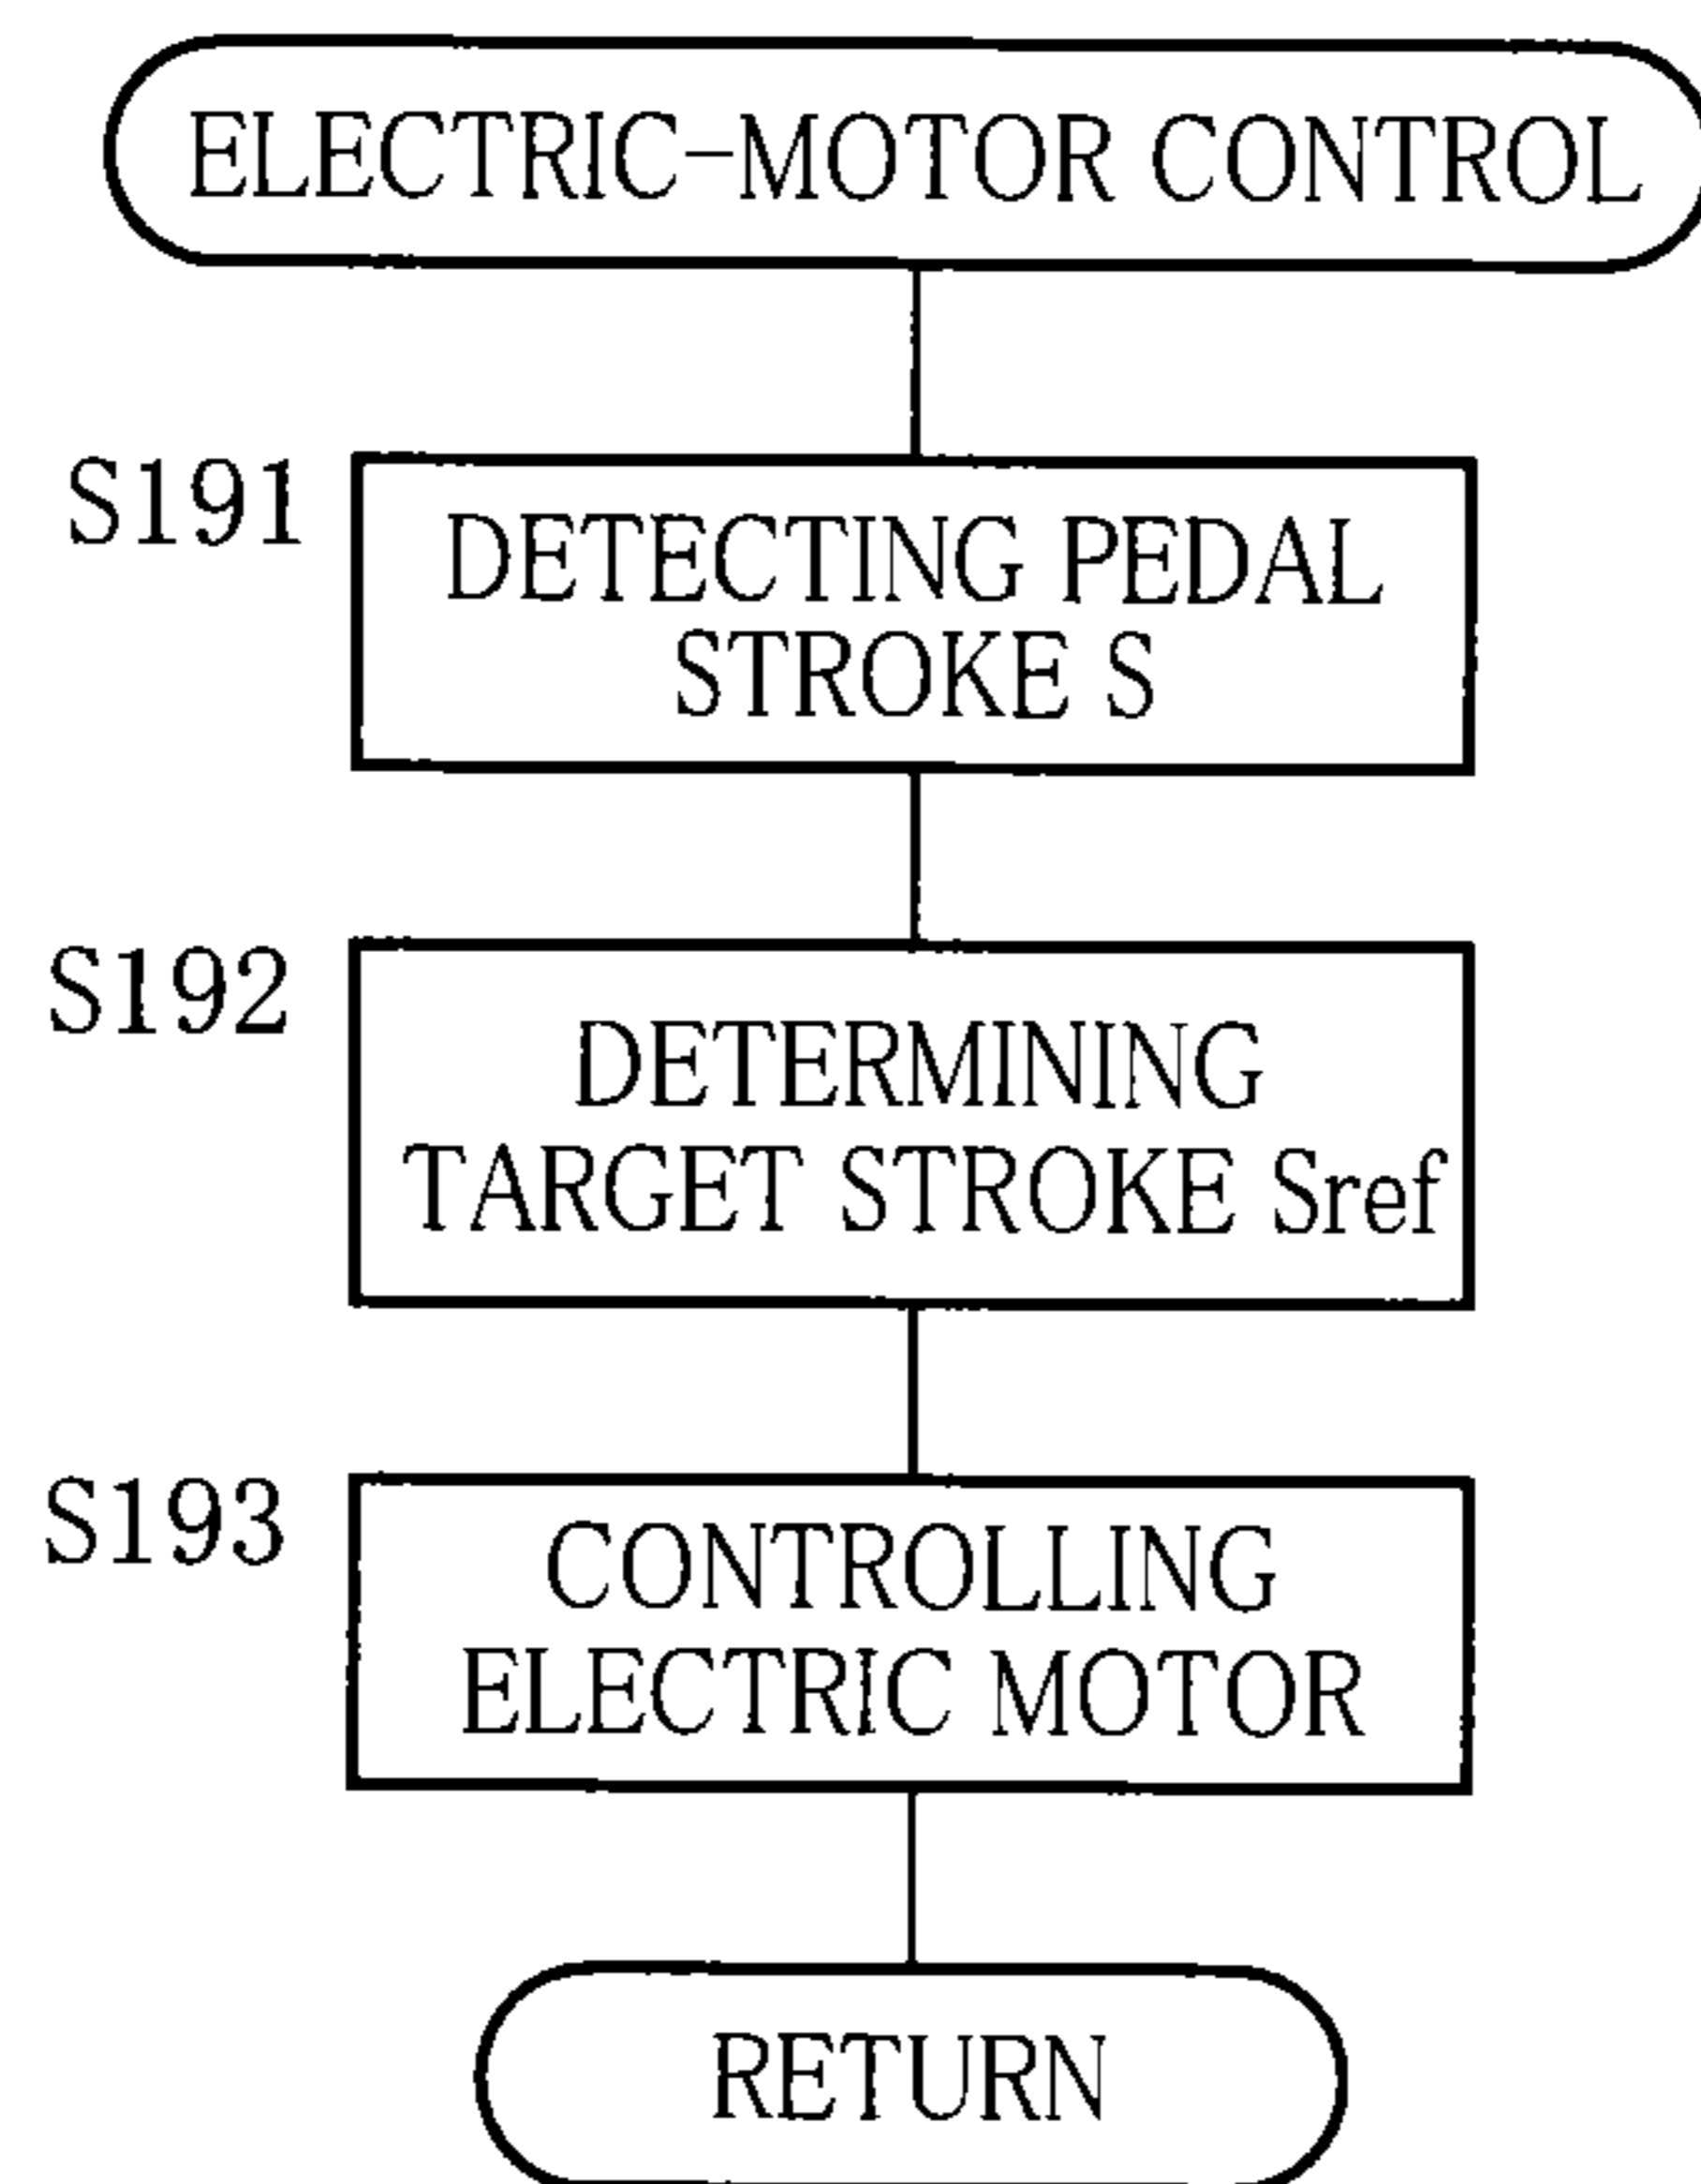 ELECTRIC-MOTOR CONTROL
S191
DETECTING PEDAL
STROKE S
S192
DETERMINING
TARGET STROKE Sref
S193
CONTROLLING
ELECTRIC MOTOR
RETURN